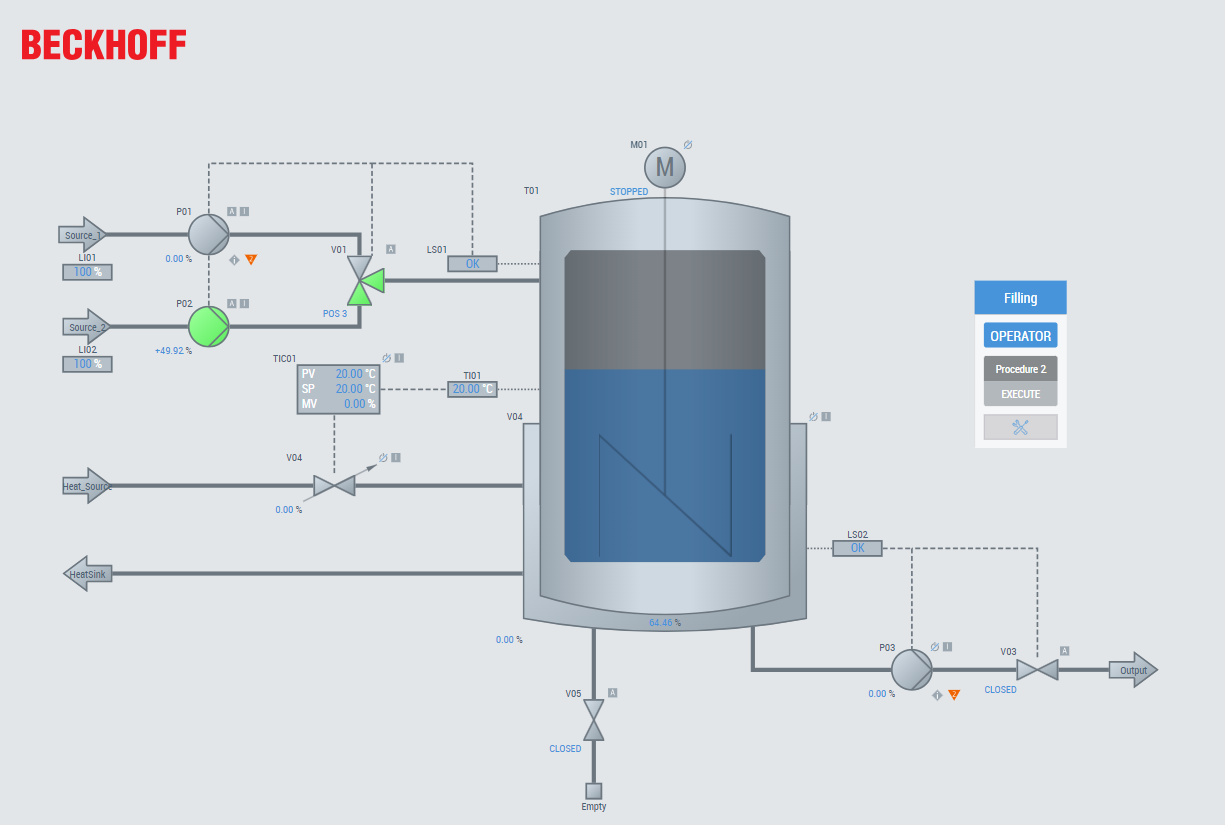 BECKHOFF
M01
M
STOPPED
T01
P01
A I
Source_1
0.00 %
LI01
100 %
V01
A
POS 3
LS01
OK
P02
A I
Source_2
+49.92 %
LI02
100 %
TIC01
I
PV 20.00 °C
SP 20.00 °C
MV 0.00 %
TI01
20.00 °C
Filling
OPERATOR
Procedure 2
EXECUTE
V04
I
V04
I
Heat_Source
0.00 %
HeatSink
LS02
OK
64.46 %
0.00 %
P03
I
0.00 %
V03
A
CLOSED
Output
V05
A
CLOSED
Empty